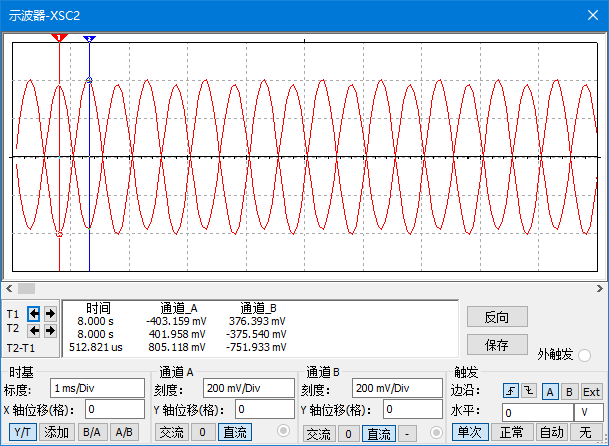 示波器-XSC2
1 2
时间 通道_A 通道_B
T1 8.000 s -403.159 mV 376.393 mV 反向
T2 8.000 s 401.958 mV -375.540 mV
T2-T1 512.821 us 805.118 mV -751.933 mV 保存
外触发
时基 通道 A 通道 B 触发
标度: 1 ms/Div 刻度: 200 mV/Div 刻度: 200 mV/Div 边沿: A B Ext
X 轴位移(格): 0 Y 轴位移(格): 0 Y 轴位移(格): 0 水平: 0 V
Y/T 添加 B/A A/B 交流 0 直流 交流 0 直流 - 单次 正常 自动 无